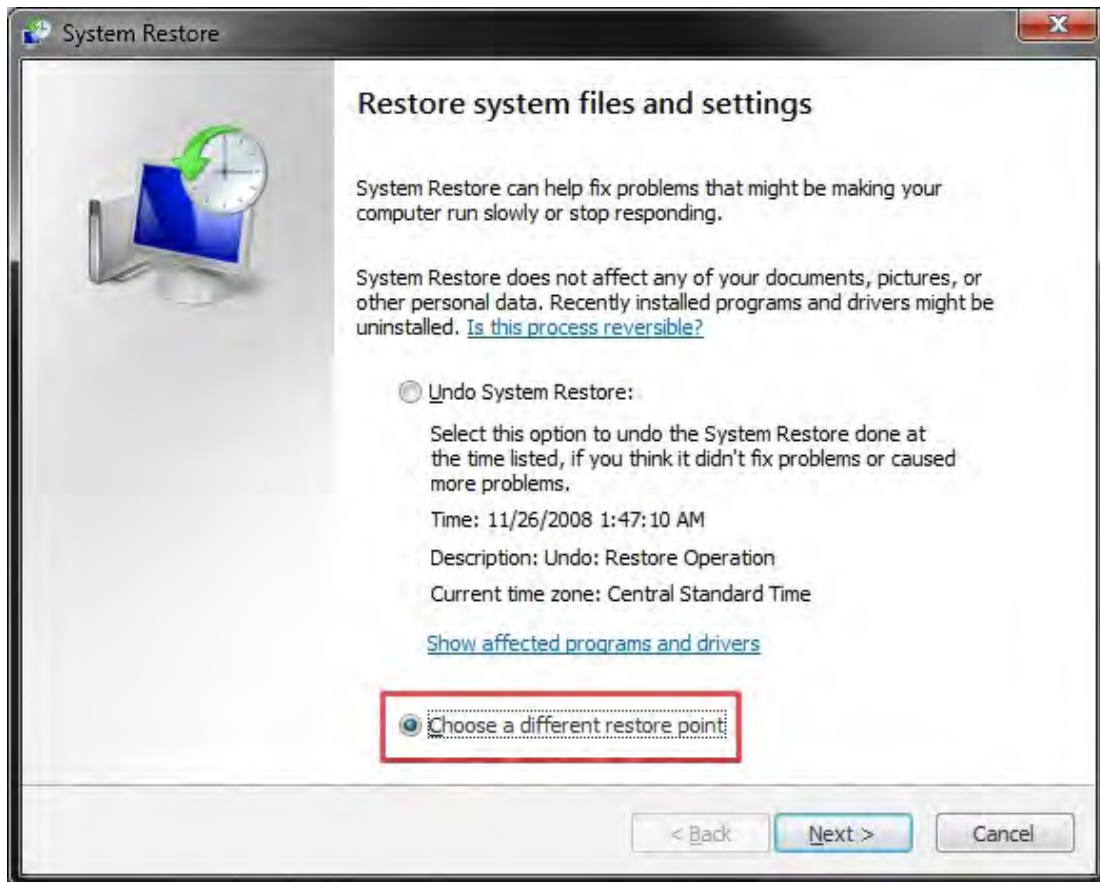 System Restore
Restore system files and settings
System Restore can help fix problems that might be making your
computer run slowly or stop responding.
System Restore does not affect any of your documents, pictures, or
other personal data. Recently installed programs and drivers might be
uninstalled. Is this process reversible?
Undo System Restore:
Select this option to undo the System Restore done at
the time listed, if you think it didn't fix problems or caused
more problems.
Time: 11/26/2008 1:47:10 AM
Description: Undo: Restore Operation
Current time zone: Central Standard Time
Show affected programs and drivers
Choose a different restore point
< Back Next > Cancel